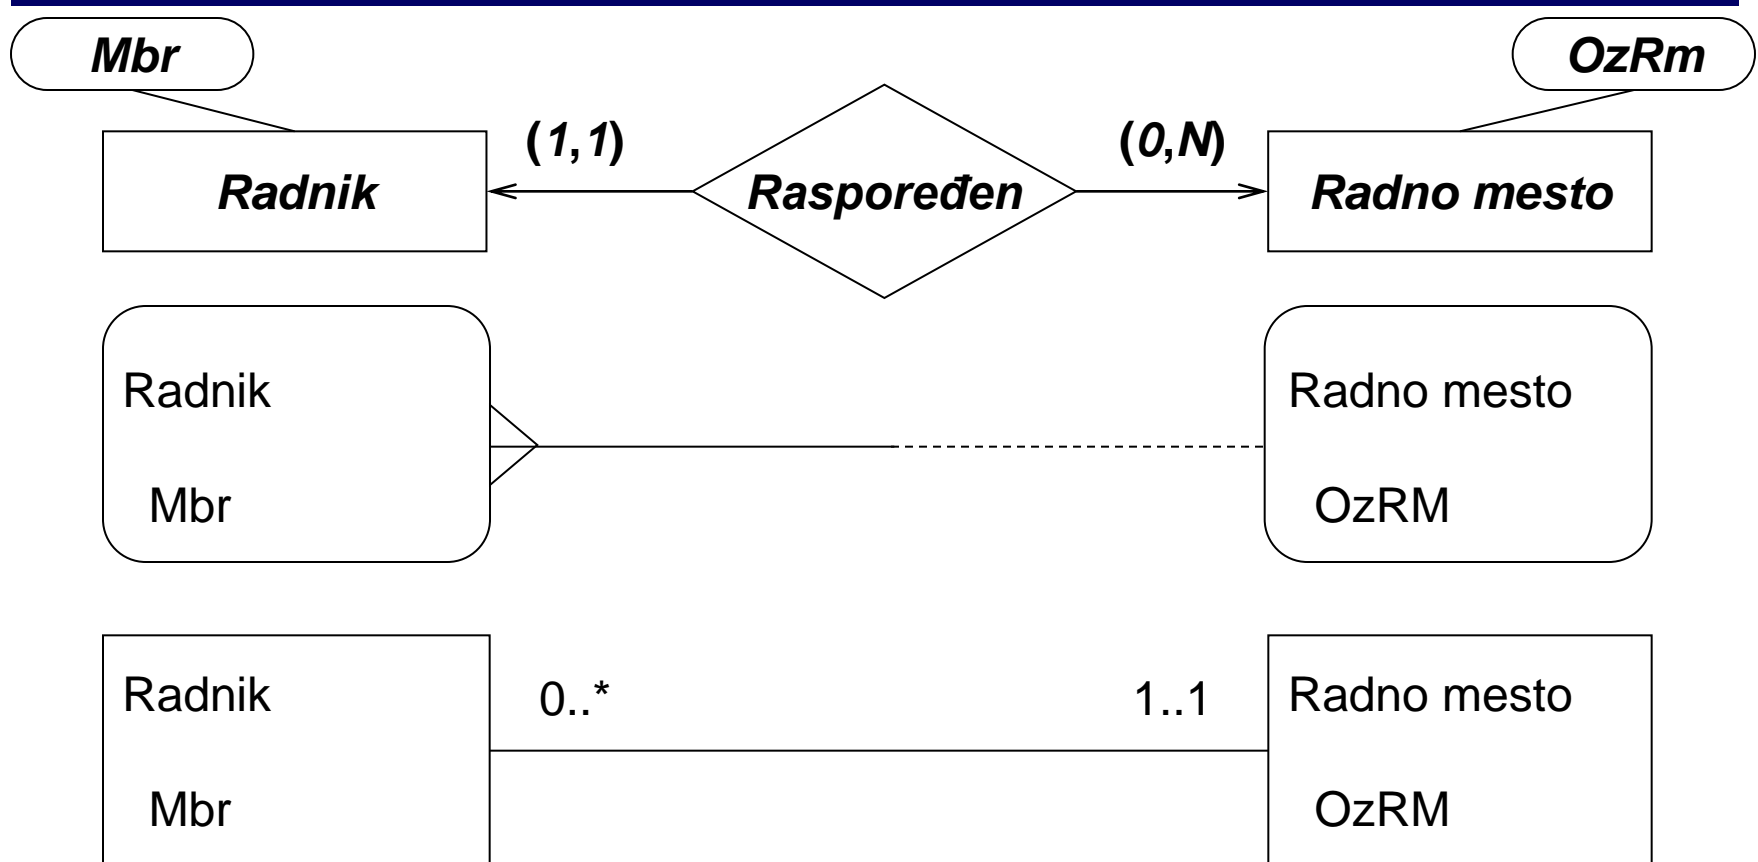 Mbr
OzRm
(1,1)
(0,N)
Radnik
Raspoređen
Radno mesto
Radnik
Radno mesto
Mbr
OzRM
Radnik
0..*
1..1
Radno mesto
Mbr
OzRM